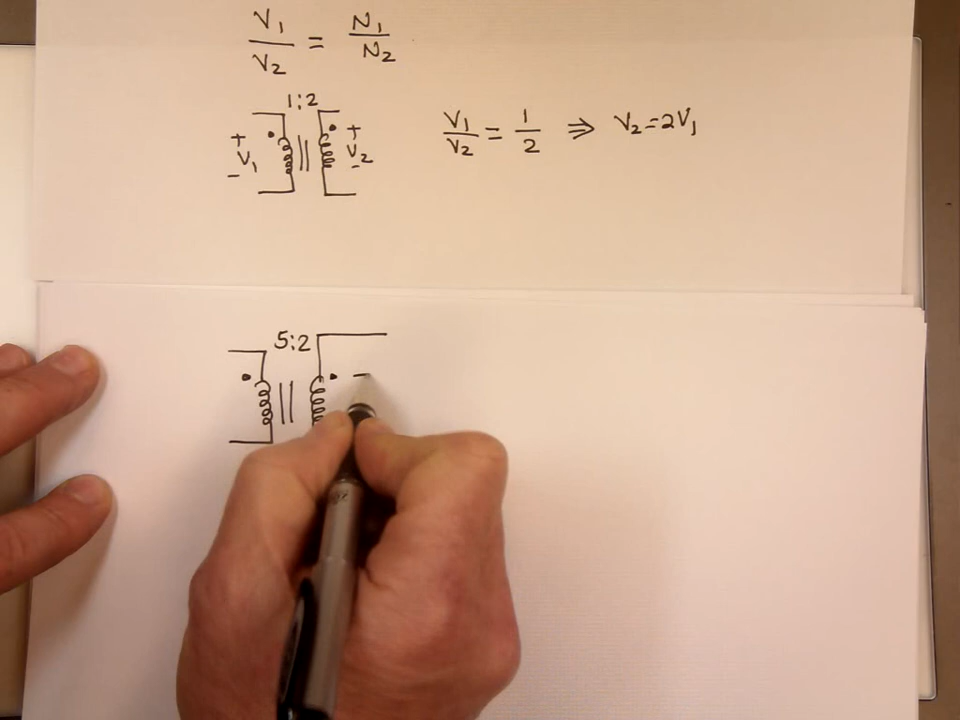 V₁/V₂ = N₁/N₂
1:2
+ +
V₁ V₂
- -
V₁/V₂ = 1/2 ⇒ V₂=2V₁
5:2